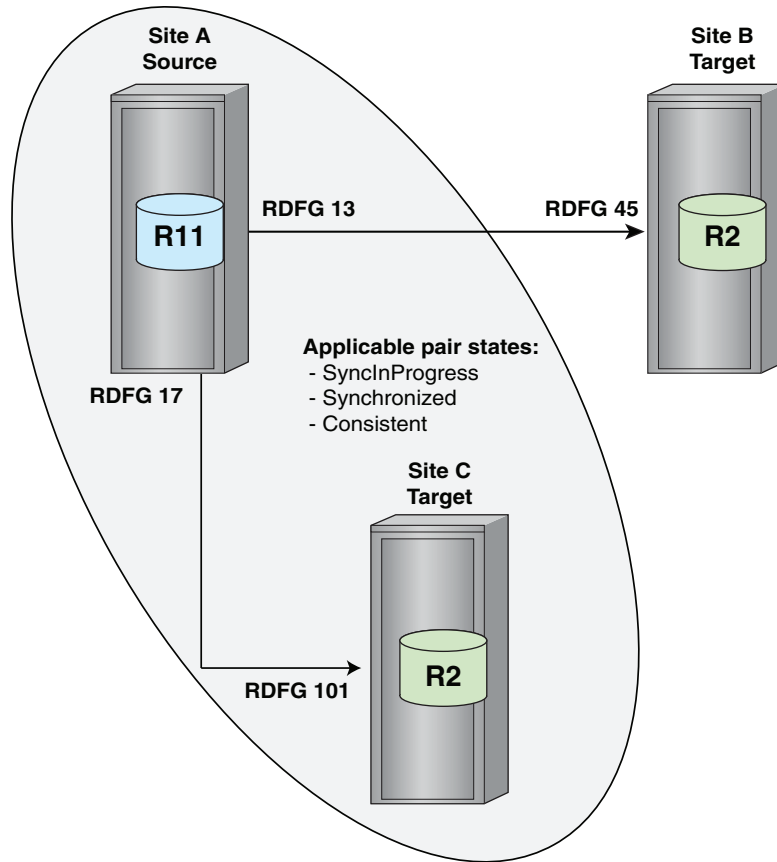 Site A
Source
Site B
Target
R11
RDFG 13
RDFG 45
R2
Applicable pair states:
- SyncInProgress
- Synchronized
- Consistent
RDFG 17
Site C
Target
R2
RDFG 101